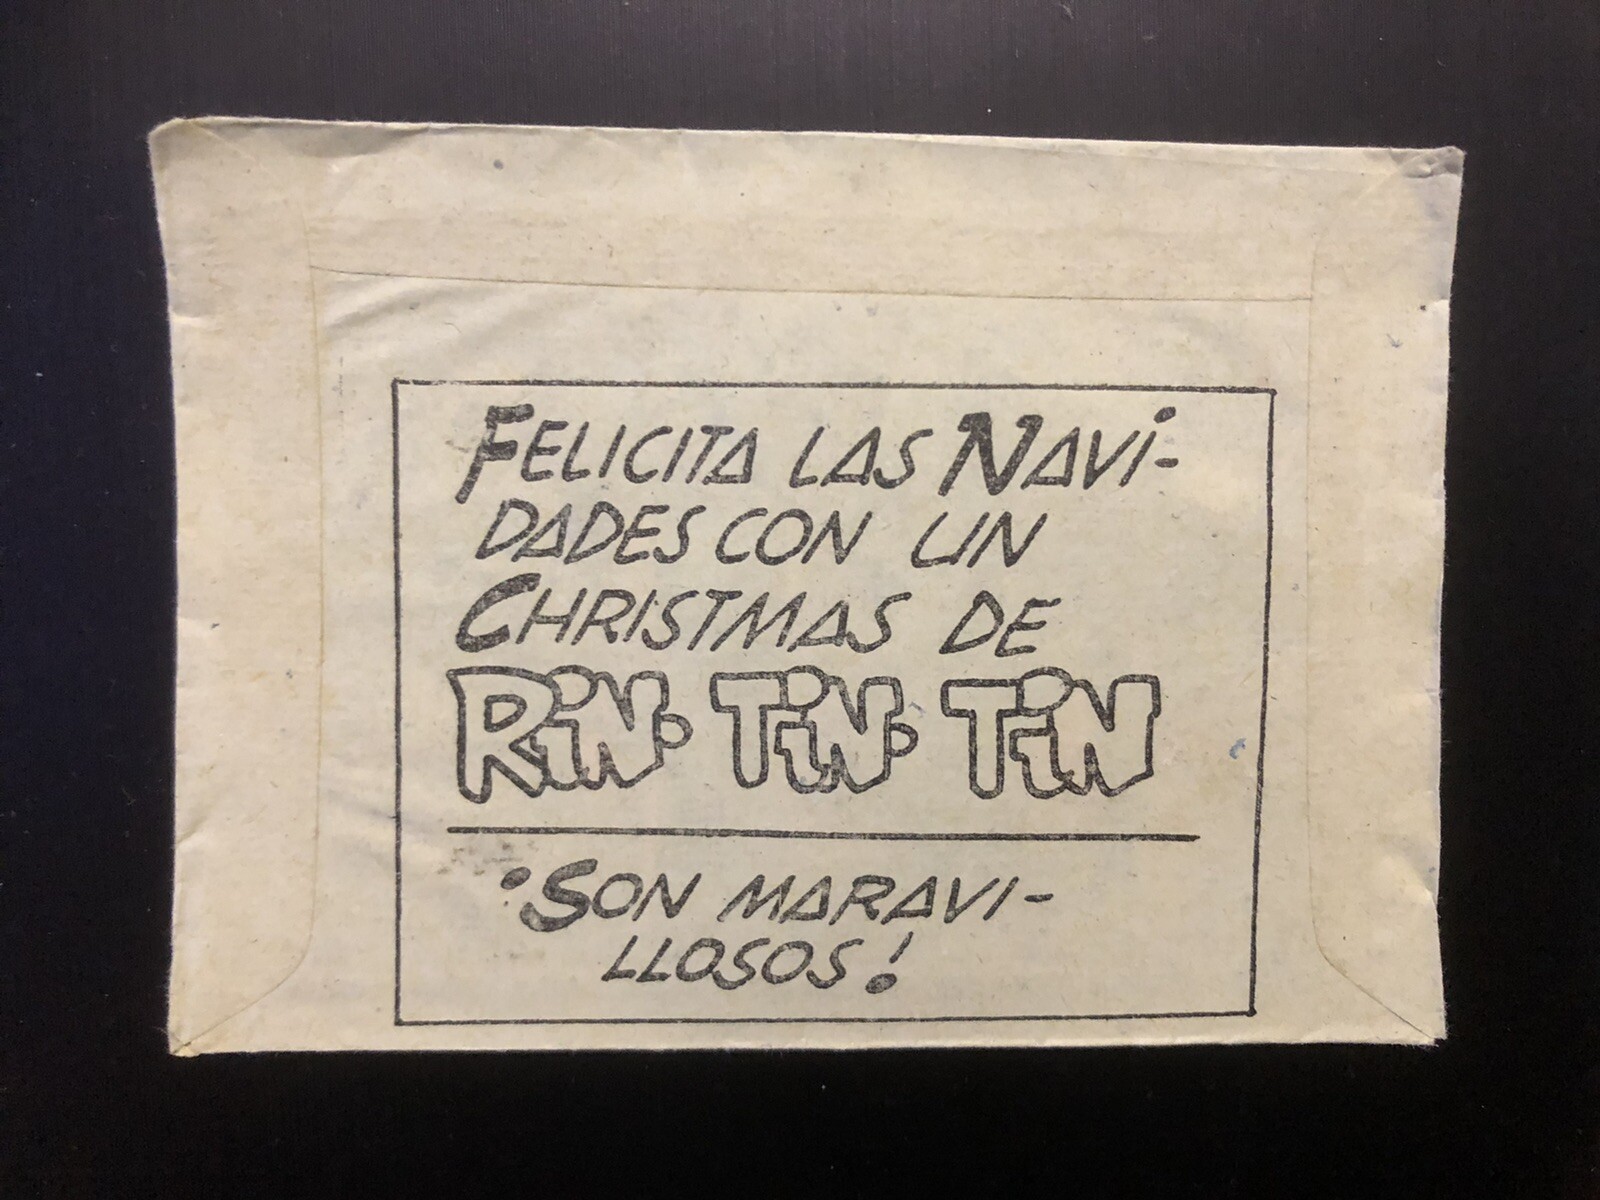 FELICITA LAS NAVI-
DADES CON UN
CHRISTMAS DE
RiN·TiN·TiN
¡SON MARAVI-
LLOSOS!